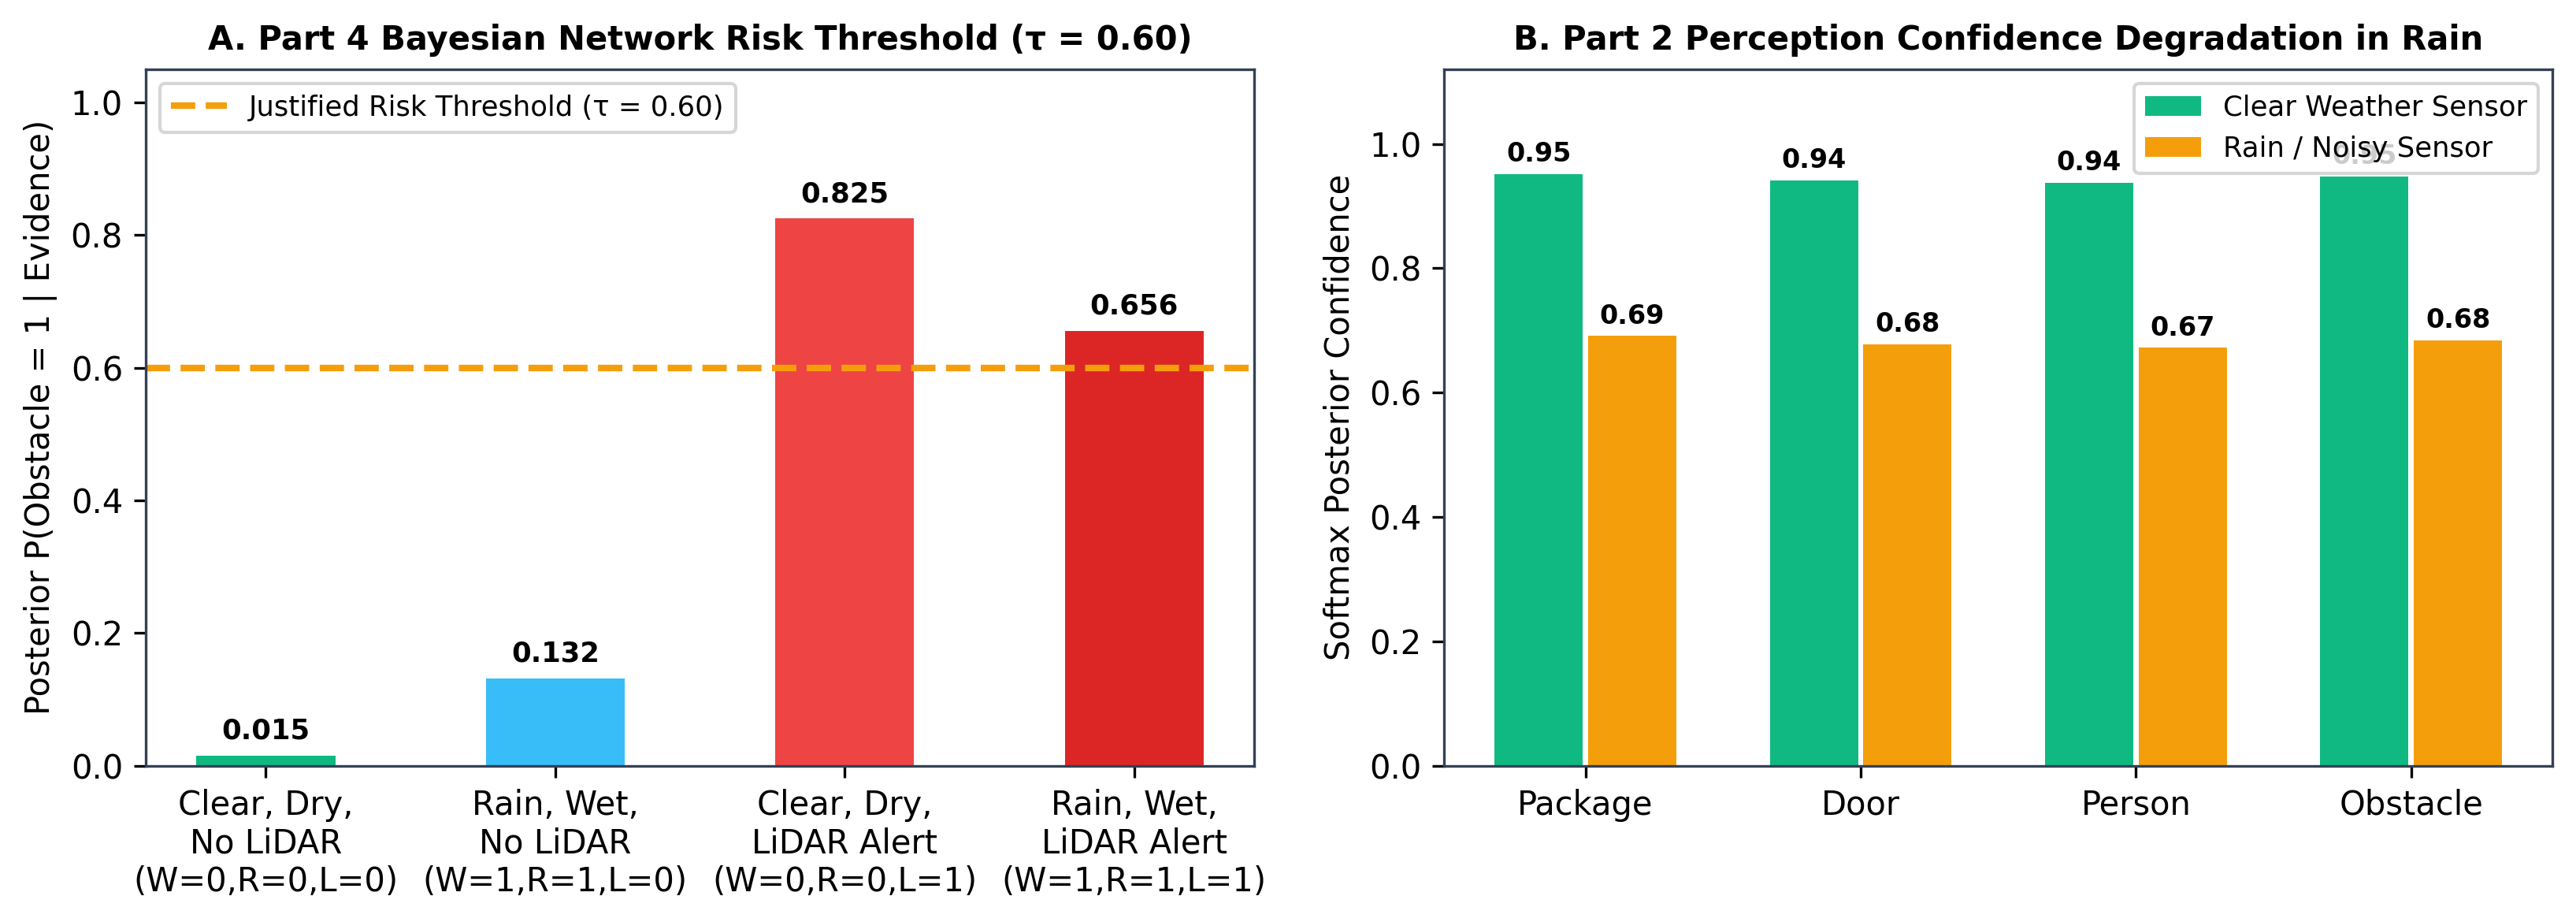 A. Part 4 Bayesian Network Risk Threshold (τ = 0.60)
Justified Risk Threshold (τ = 0.60)
Posterior P(Obstacle = 1 | Evidence)
1.0
0.8
0.6
0.4
0.2
0.0
0.015
0.132
0.825
0.656
Clear, Dry,
No LiDAR
(W=0,R=0,L=0)
Rain, Wet,
No LiDAR
(W=1,R=1,L=0)
Clear, Dry,
LiDAR Alert
(W=0,R=0,L=1)
Rain, Wet,
LiDAR Alert
(W=1,R=1,L=1)
B. Part 2 Perception Confidence Degradation in Rain
Clear Weather Sensor
Rain / Noisy Sensor
Softmax Posterior Confidence
1.0
0.8
0.6
0.4
0.2
0.0
0.95
0.69
0.94
0.68
0.94
0.67
0.95
0.68
Package
Door
Person
Obstacle